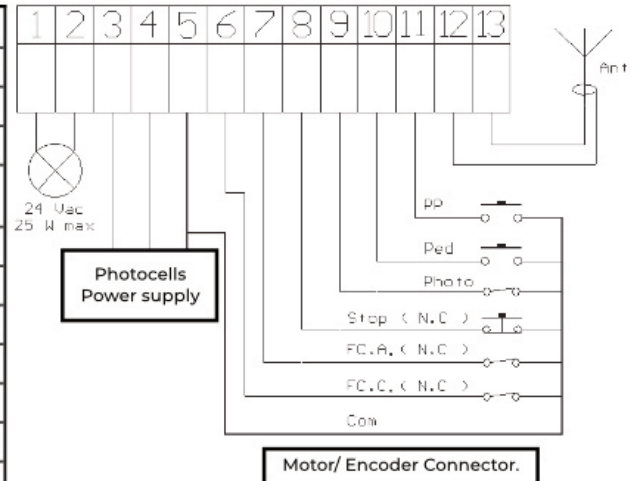 1 2 3 4 5 6 7 8 9 10 11 12 13
Ant
24 Vac
25 W max
Photocells
Power supply
PP
Ped
Photo
Stop ( N.C )
FC.A. ( N.C )
FC.C. ( N.C )
Com
Motor/ Encoder Connector.